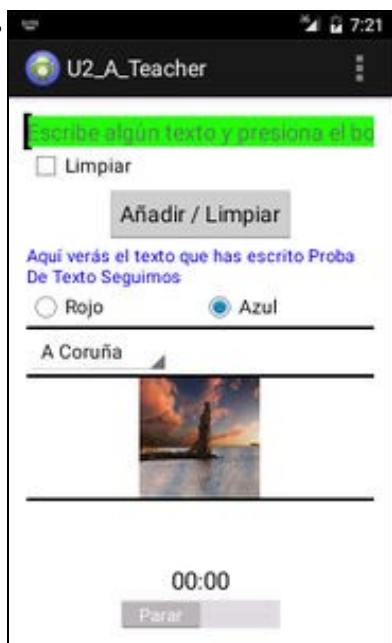 7:21
U2_A_Teacher
Escribe algún texto y presiona el bo
Limpiar
Añadir / Limpiar
Aquí verás el texto que has escrito Proba
De Texto Seguimos
Rojo Azul
A Coruña
00:00
Parar